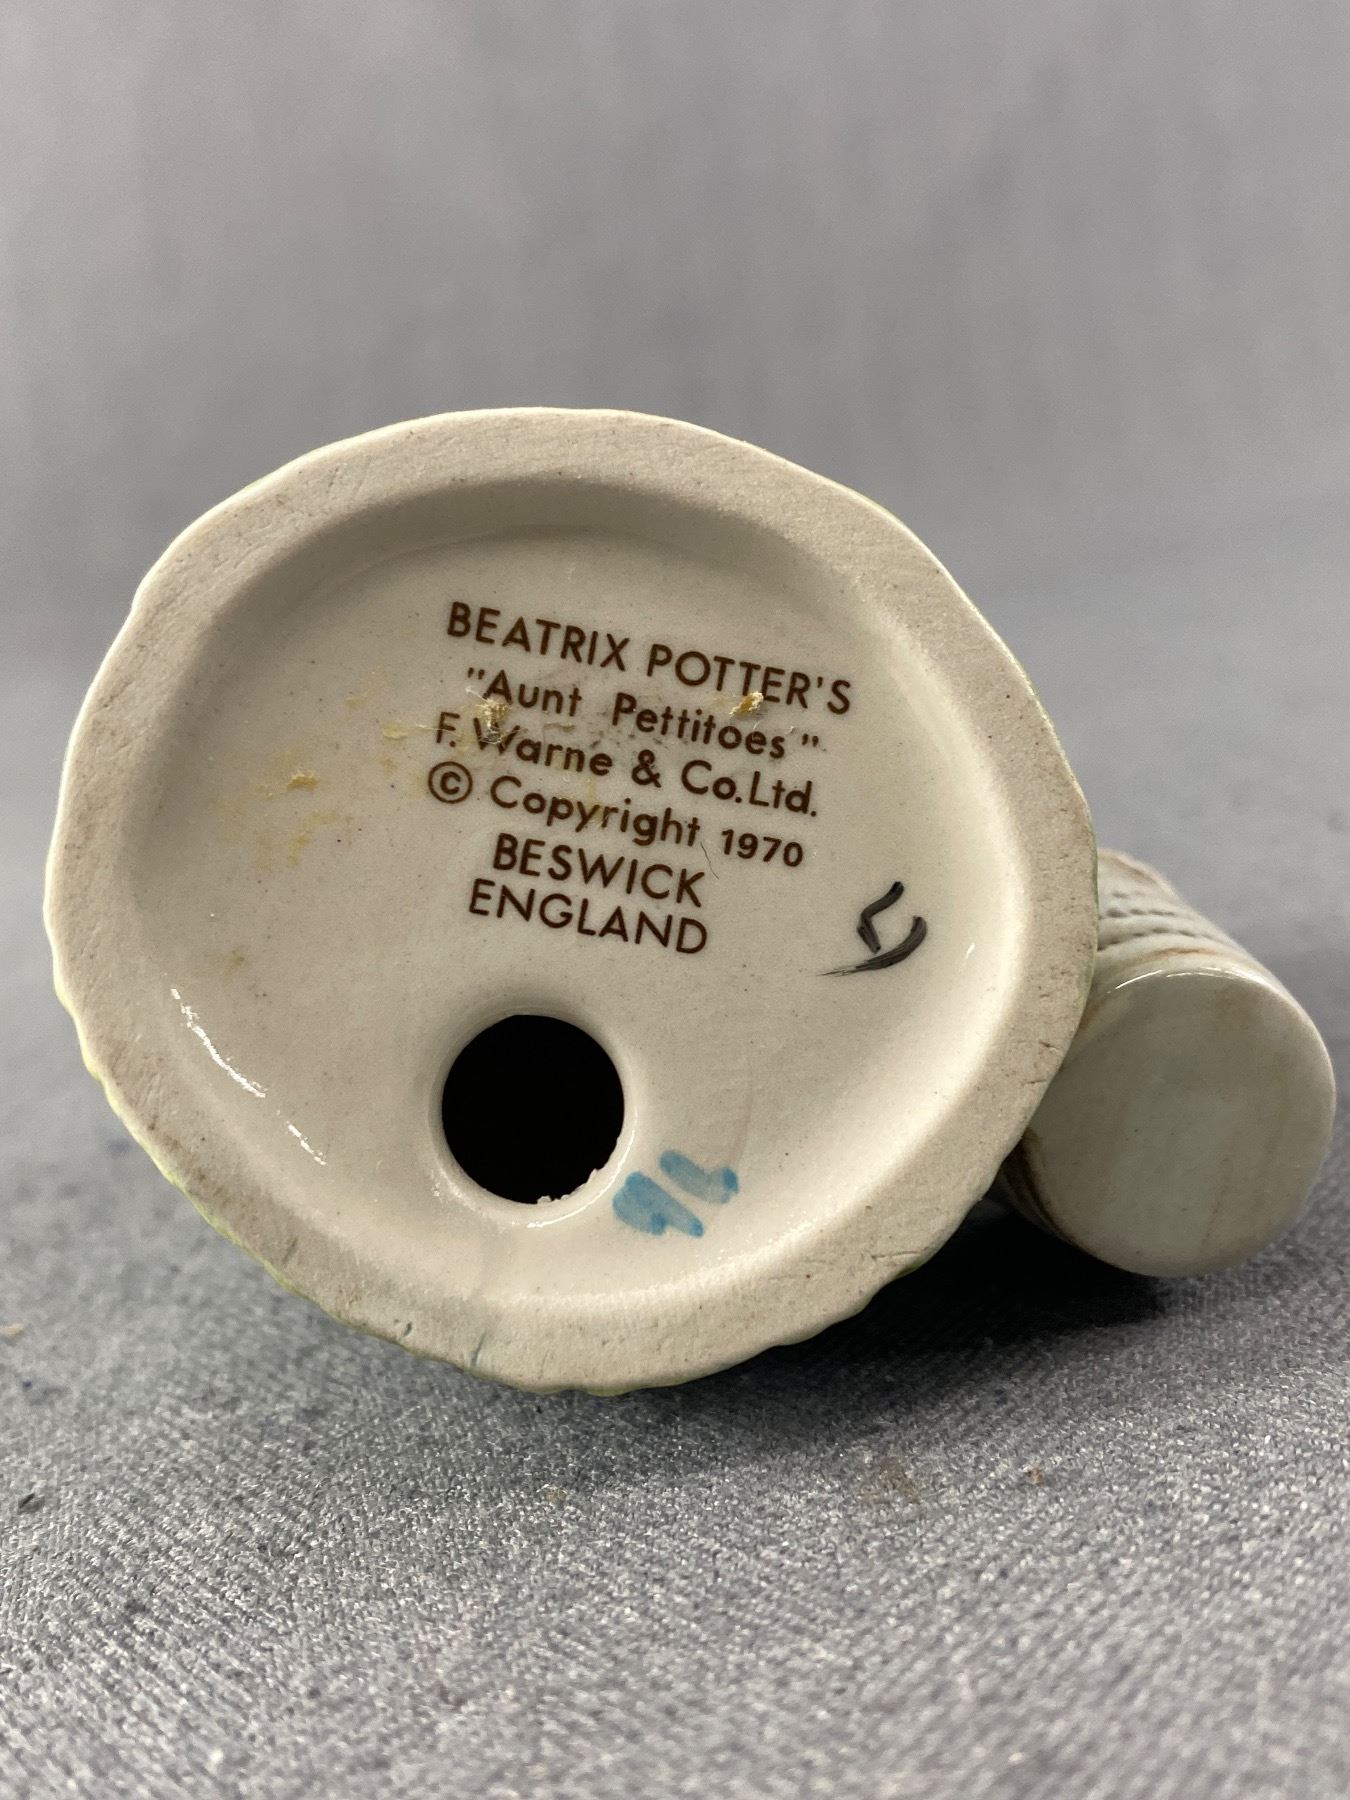 BEATRIX POTTER'S
"Aunt Pettitoes"
F. Warne & Co.Ltd.
© Copyright 1970
BESWICK
ENGLAND